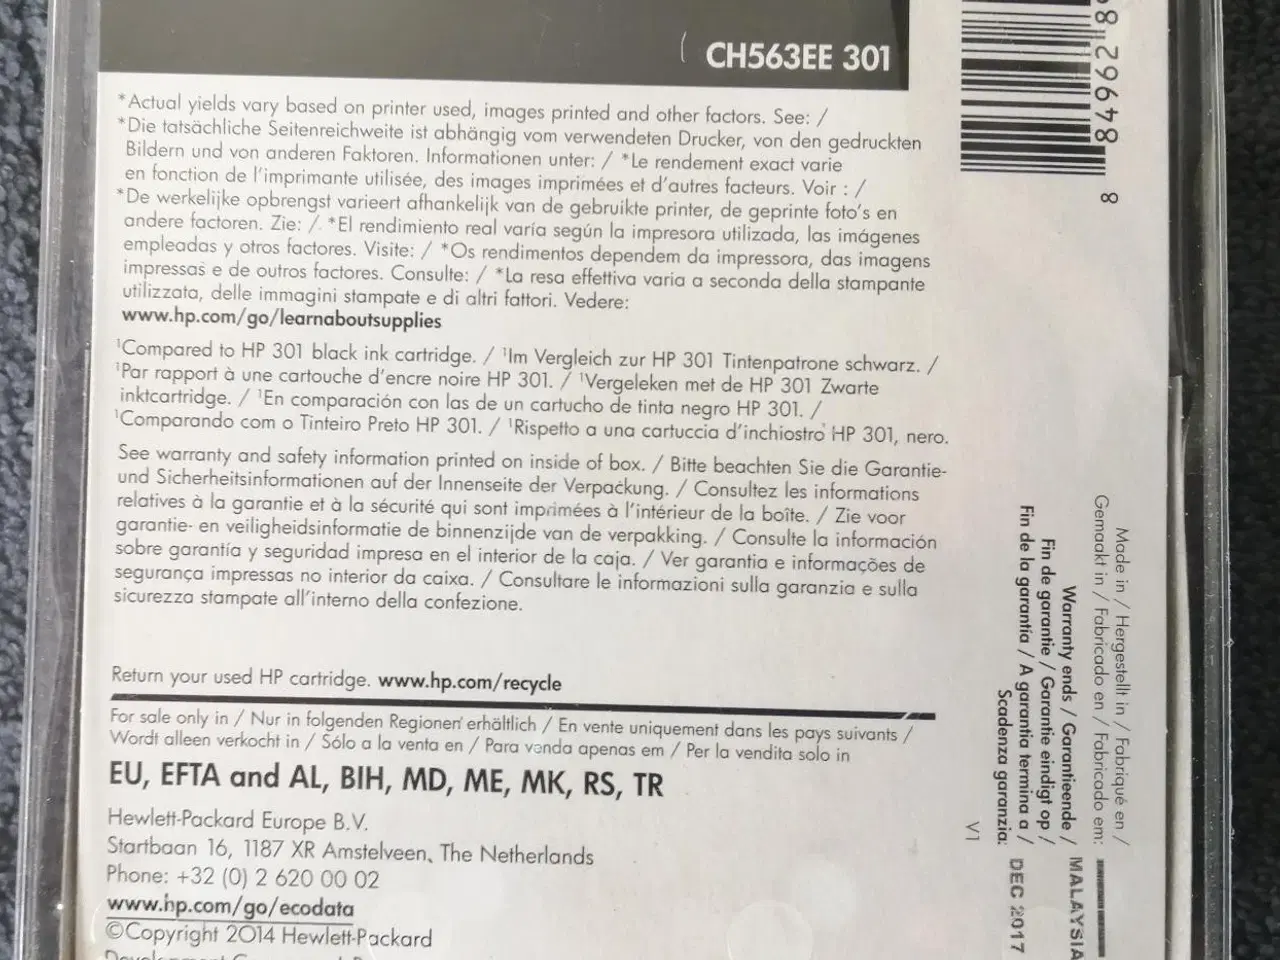 CH563EE 301
*Actual yields vary based on printer used, images printed and other factors. See: /
*Die tatsächliche Seitenreichweite ist abhängig vom verwendeten Drucker, von den gedruckten
Bildern und von anderen Faktoren. Informationen unter: / *Le rendement exact varie
en fonction de l'imprimante utilisée, des images imprimées et d'autres facteurs. Voir : /
*De werkelijke opbrengst varieert afhankelijk van de gebruikte printer, de geprinte foto's en
andere factoren. Zie: / *El rendimiento real varía según la impresora utilizada, las imágenes
empleadas y otros factores. Visite: / *Os rendimentos dependem da impressora, das imagens
impressas e de outros factores. Consulte: / *La resa effettiva varia a seconda della stampante
utilizzata, delle immagini stampate e di altri fattori. Vedere:
www.hp.com/go/learnaboutsupplies
¹Compared to HP 301 black ink cartridge. / ¹Im Vergleich zur HP 301 Tintenpatrone schwarz. /
¹Par rapport à une cartouche d'encre noire HP 301. / ¹Vergeleken met de HP 301 Zwarte
inktcartridge. / ¹En comparación con las de un cartucho de tinta negro HP 301. /
¹Comparando com o Tinteiro Preto HP 301. / ¹Rispetto a una cartuccia d'inchiostro HP 301, nero.
See warranty and safety information printed on inside of box. / Bitte beachten Sie die Garantie-
und Sicherheitsinformationen auf der Innenseite der Verpackung. / Consultez les informations
relatives à la garantie et à la sécurité qui sont imprimées à l'intérieur de la boîte. / Zie voor
garantie- en veiligheidsinformatie de binnenzijde van de verpakking. / Consulte la información
sobre garantía y seguridad impresa en el interior de la caja. / Ver garantia e informações de
segurança impressas no interior da caixa. / Consultare le informazioni sulla garanzia e sulla
sicurezza stampate all'interno della confezione.
Return your used HP cartridge. www.hp.com/recycle
For sale only in / Nur in folgenden Regionen erhältlich / En vente uniquement dans les pays suivants /
Wordt alleen verkocht in / Sólo a la venta en / Para venda apenas em / Per la vendita solo in
EU, EFTA and AL, BIH, MD, ME, MK, RS, TR
Hewlett-Packard Europe B.V.
Startbaan 16, 1187 XR Amstelveen, The Netherlands
Phone: +32 (0) 2 620 00 02
www.hp.com/go/ecodata
©Copyright 2014 Hewlett-Packard
8 29648 8
Made in / Hergestellt in / Fabriqué en /
Gemaakt in / Fabricado en / Fabricado em:
MALAYSIA
Warranty ends / Garantieende /
Fin de garantie / Garantie eindigt op /
Fin de la garantía / A garantia termina a /
Scadenza garanzia:
DEC 2017
V1